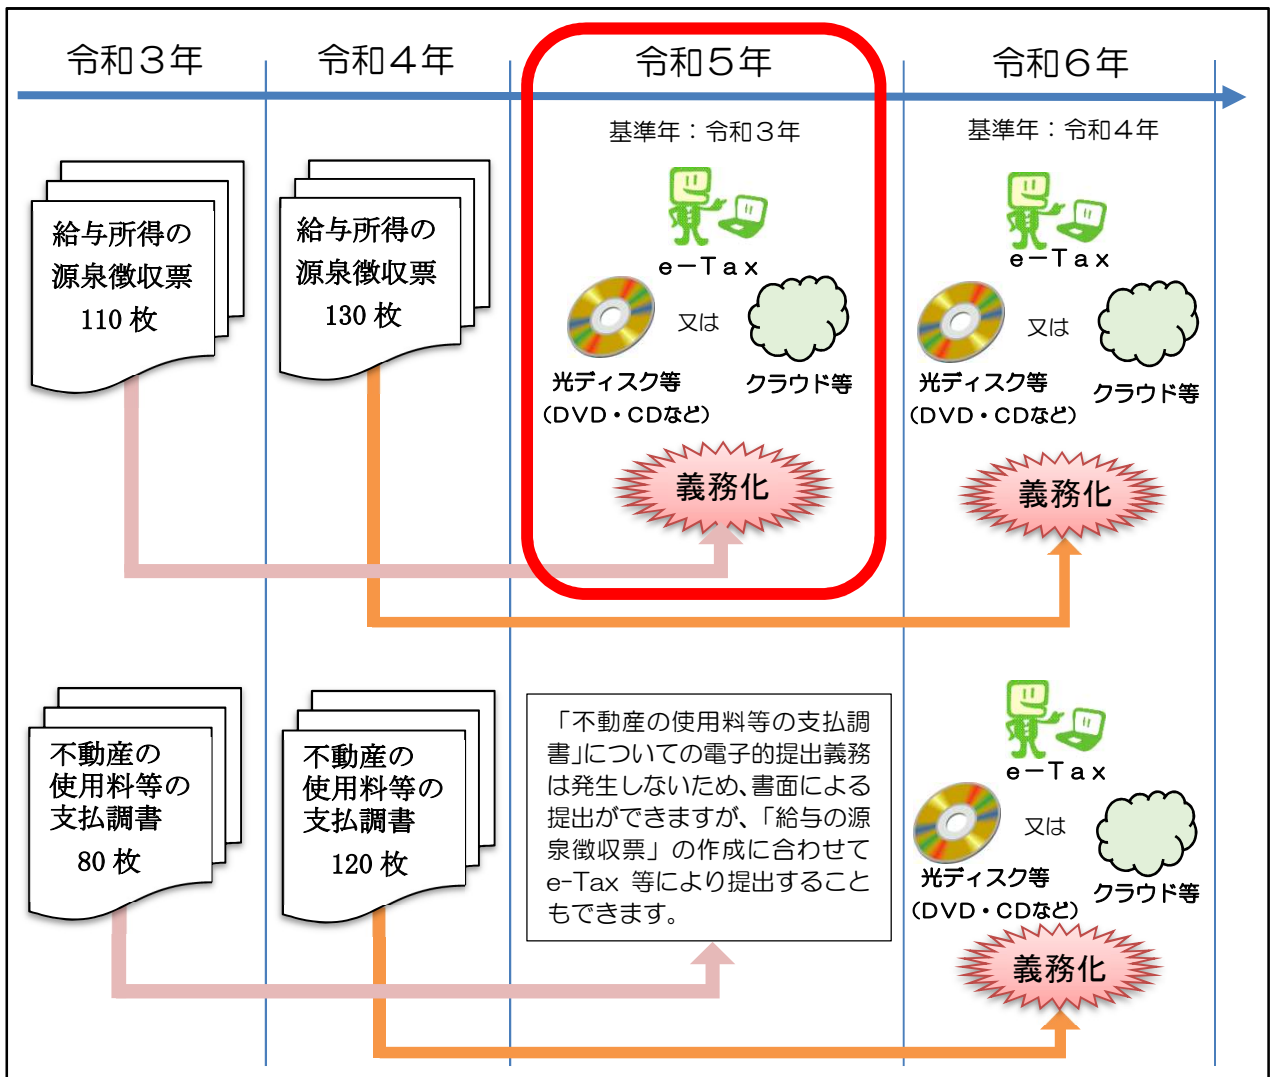 令和３年
令和４年
令和５年
令和６年
基準年：令和３年
基準年：令和４年
給与所得の
源泉徴収票
110 枚
給与所得の
源泉徴収票
130 枚
ｅ－Ｔａｘ
又は
光ディスク等
（ＤＶＤ・ＣＤなど）
クラウド等
義務化
ｅ－Ｔａｘ
又は
光ディスク等
（ＤＶＤ・ＣＤなど）
クラウド等
義務化
不動産の
使用料等の
支払調書
80 枚
不動産の
使用料等の
支払調書
120 枚
「不動産の使用料等の支払調
書」についての電子的提出義務
は発生しないため、書面による
提出ができますが、「給与の源
泉徴収票」の作成に合わせて
e-Tax 等により提出すること
もできます。
ｅ－Ｔａｘ
又は
光ディスク等
（ＤＶＤ・ＣＤなど）
クラウド等
義務化